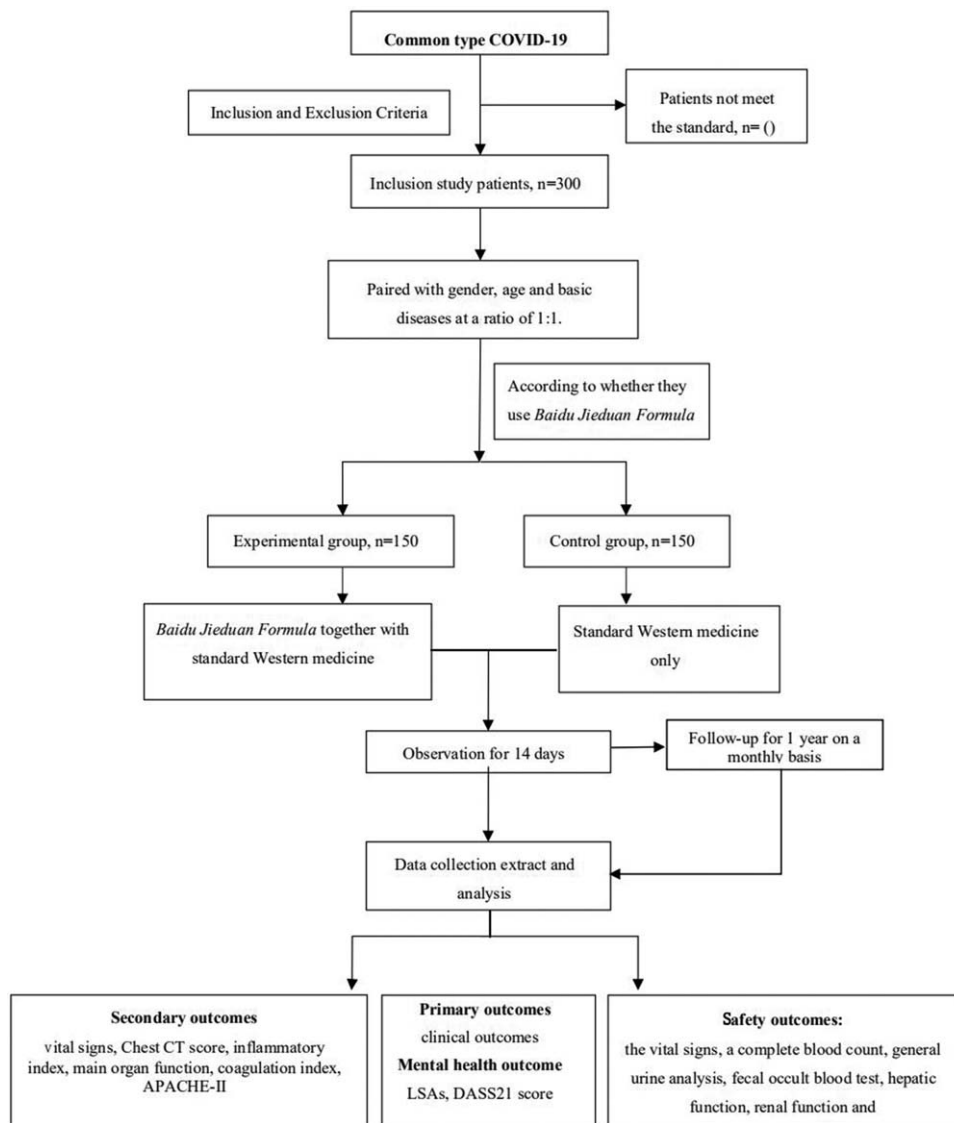 Common type COVID-19
Inclusion and Exclusion Criteria
Patients not meet
the standard, n= ()
Inclusion study patients, n=300
Paired with gender, age and basic
diseases at a ratio of 1:1.
According to whether they
use Baidu Jieduan Formula
Experimental group, n=150
Control group, n=150
Baidu Jieduan Formula together with
standard Western medicine
Standard Western medicine
only
Observation for 14 days
Follow-up for 1 year on a
monthly basis
Data collection extract and
analysis
Secondary outcomes
vital signs, Chest CT score, inflammatory
index, main organ function, coagulation index,
APACHE-II
Primary outcomes
clinical outcomes
Mental health outcome
LSAs, DASS21 score
Safety outcomes:
the vital signs, a complete blood count, general
urine analysis, fecal occult blood test, hepatic
function, renal function and